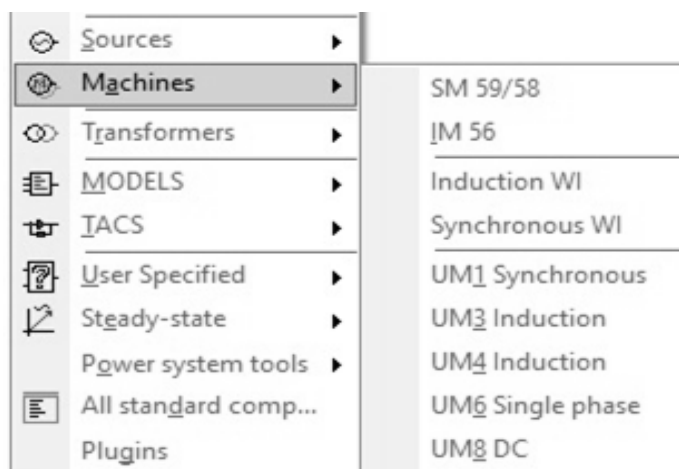 Sources
Machines
Transformers
MODELS
TACS
User Specified
Steady-state
Power system tools
All standard comp...
Plugins
SM 59/58
IM 56
Induction WI
Synchronous WI
UM1 Synchronous
UM3 Induction
UM4 Induction
UM6 Single phase
UM8 DC